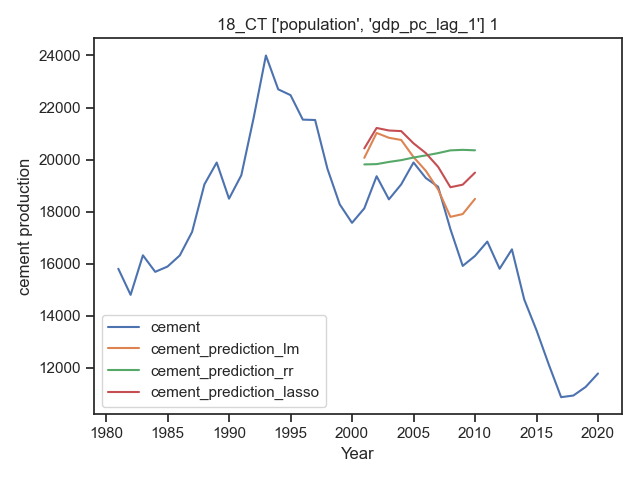 18_CT ['population', 'gdp_pc_lag_1'] 1
24000
22000
20000
18000
16000
14000
12000
cement production
cement
cement_prediction_lm
cement_prediction_rr
cement_prediction_lasso
1980 1985 1990 1995 2000 2005 2010 2015 2020
Year